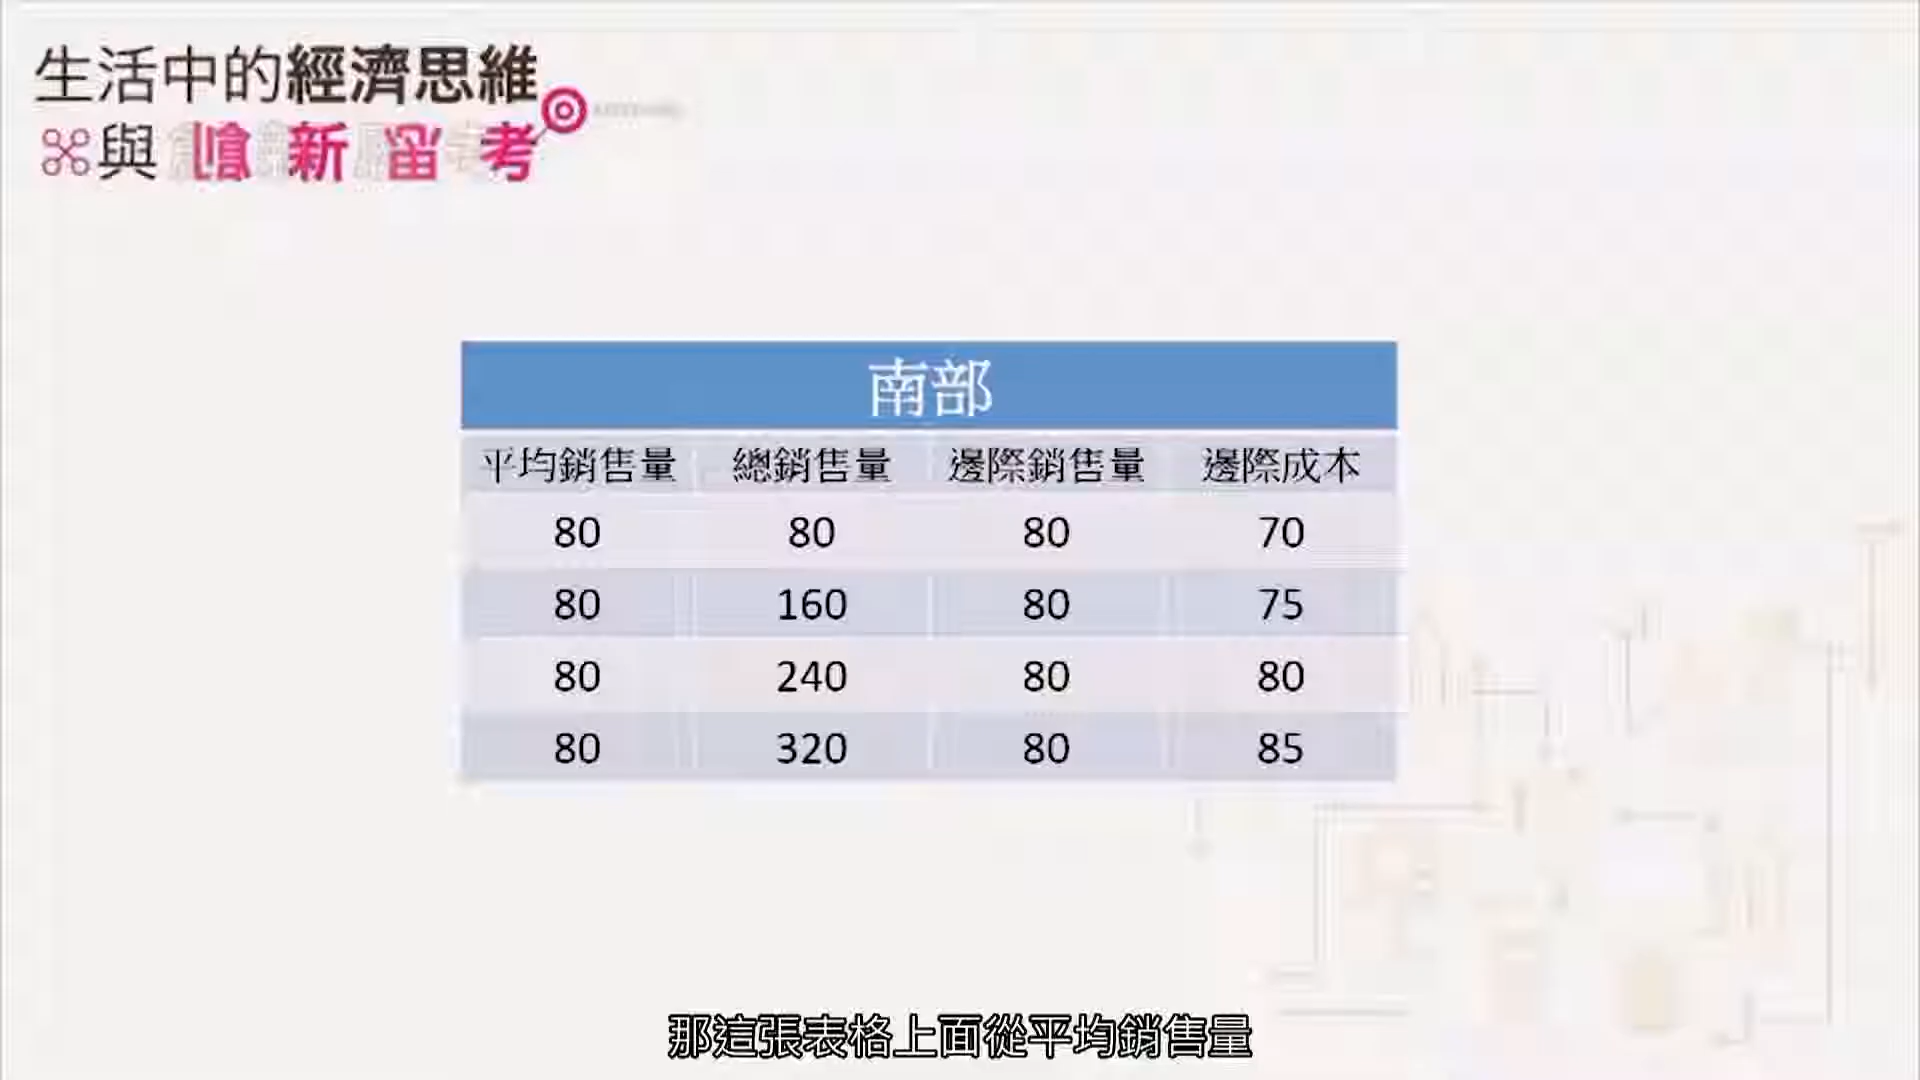 生活中的經濟思維
與 新 考
南部
平均銷售量 總銷售量 邊際銷售量 邊際成本
80 80 80 70
80 160 80 75
80 240 80 80
80 320 80 85
那這張表格上面從平均銷售量